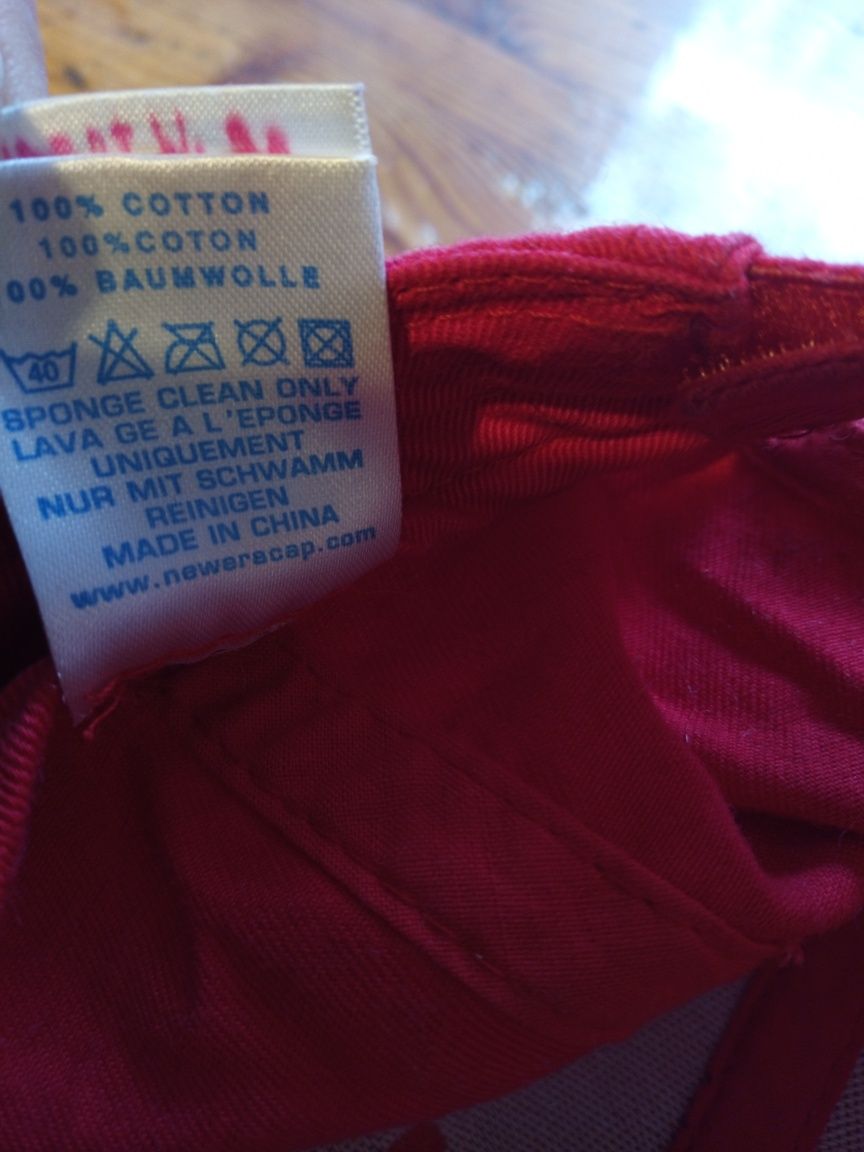 100% COTTON
100%COTON
00% BAUMWOLLE
40
SPONGE CLEAN ONLY
LAVA GE A L'EPONGE
UNIQUEMENT
NUR MIT SCHWAMM
REINIGEN
MADE IN CHINA
www.neweracap.com